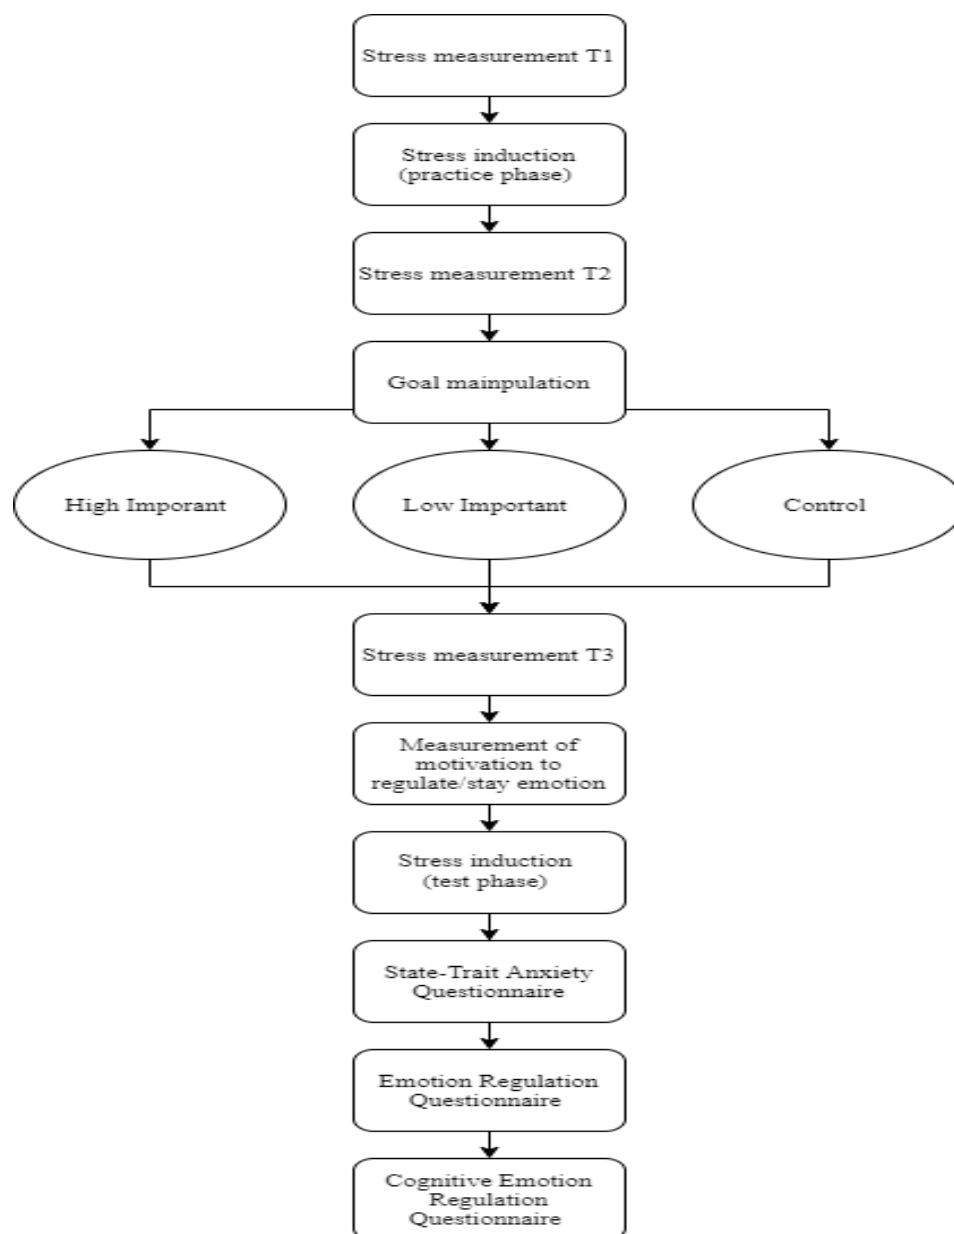 Stress measurement T1
Stress induction
(practice phase)
Stress measurement T2
Goal mainpulation
High Imporant
Low Important
Control
Stress measurement T3
Measurement of
motivation to
regulate/stay emotion
Stress induction
(test phase)
State-Trait Anxiety
Questionnaire
Emotion Regulation
Questionnaire
Cognitive Emotion
Regulation
Questionnaire